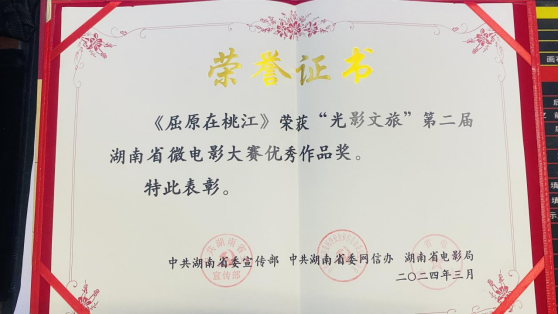 荣誉证书
《屈原在桃江》荣获“光影文旅”第二届
湖南省微电影大赛优秀作品奖。
特此表彰。
中共湖南省委宣传部 中共湖南省委网信办 湖南省电影局
二〇二四年三月